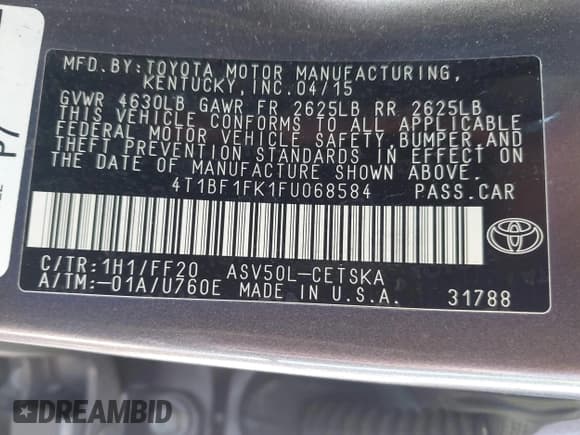 P7
MFD.BY:TOYOTA MOTOR MANUFACTURING,
KENTUCKY,INC.04/15
GVWR 4630LB GAWR FR 2625LB RR 2625LB
THIS VEHICLE CONFORMS TO ALL APPLICABLE
FEDERAL MOTOR VEHICLE SAFETY,BUMPER,AND
THEFT PREVENTION STANDARDS IN EFFECT ON
THE DATE OF MANUFACTURE SHOWN ABOVE.
4T1BF1FK1FU068584 PASS.CAR
C/TR:1H1/FF20 ASV50L-CETSKA
A/TM:-01A/U760E MADE IN U.S.A. 31788
DREAMBID